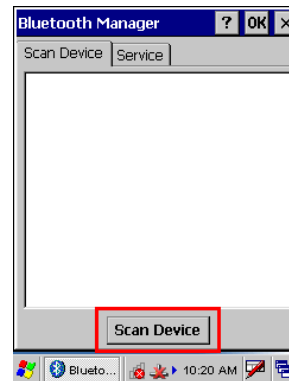 Bluetooth Manager ? OK ×
Scan Device Service
Scan Device
Blueto... 10:20 AM